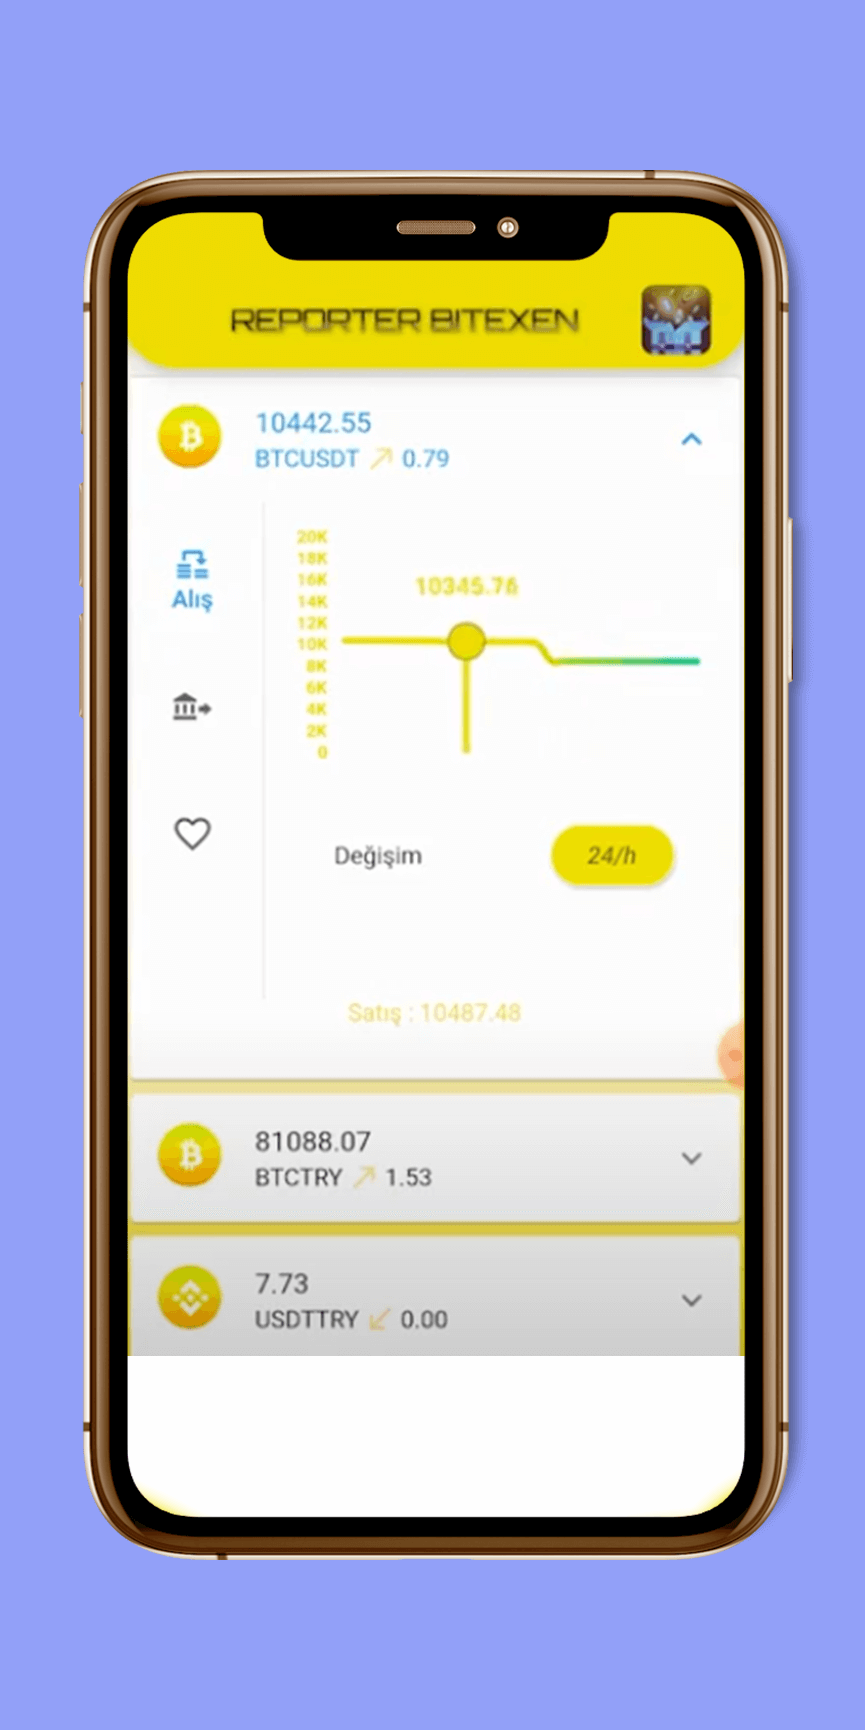 REPORTER BITEXEN
10442.55
BTCUSDT 0.79
Alış
20K
18K
16K
14K
12K
10K
8K
6K
4K
2K
0
10345.76
Değişim
24/h
Satış : 10487.48
81088.07
BTCTRY 1.53
7.73
USDTTRY 0.00